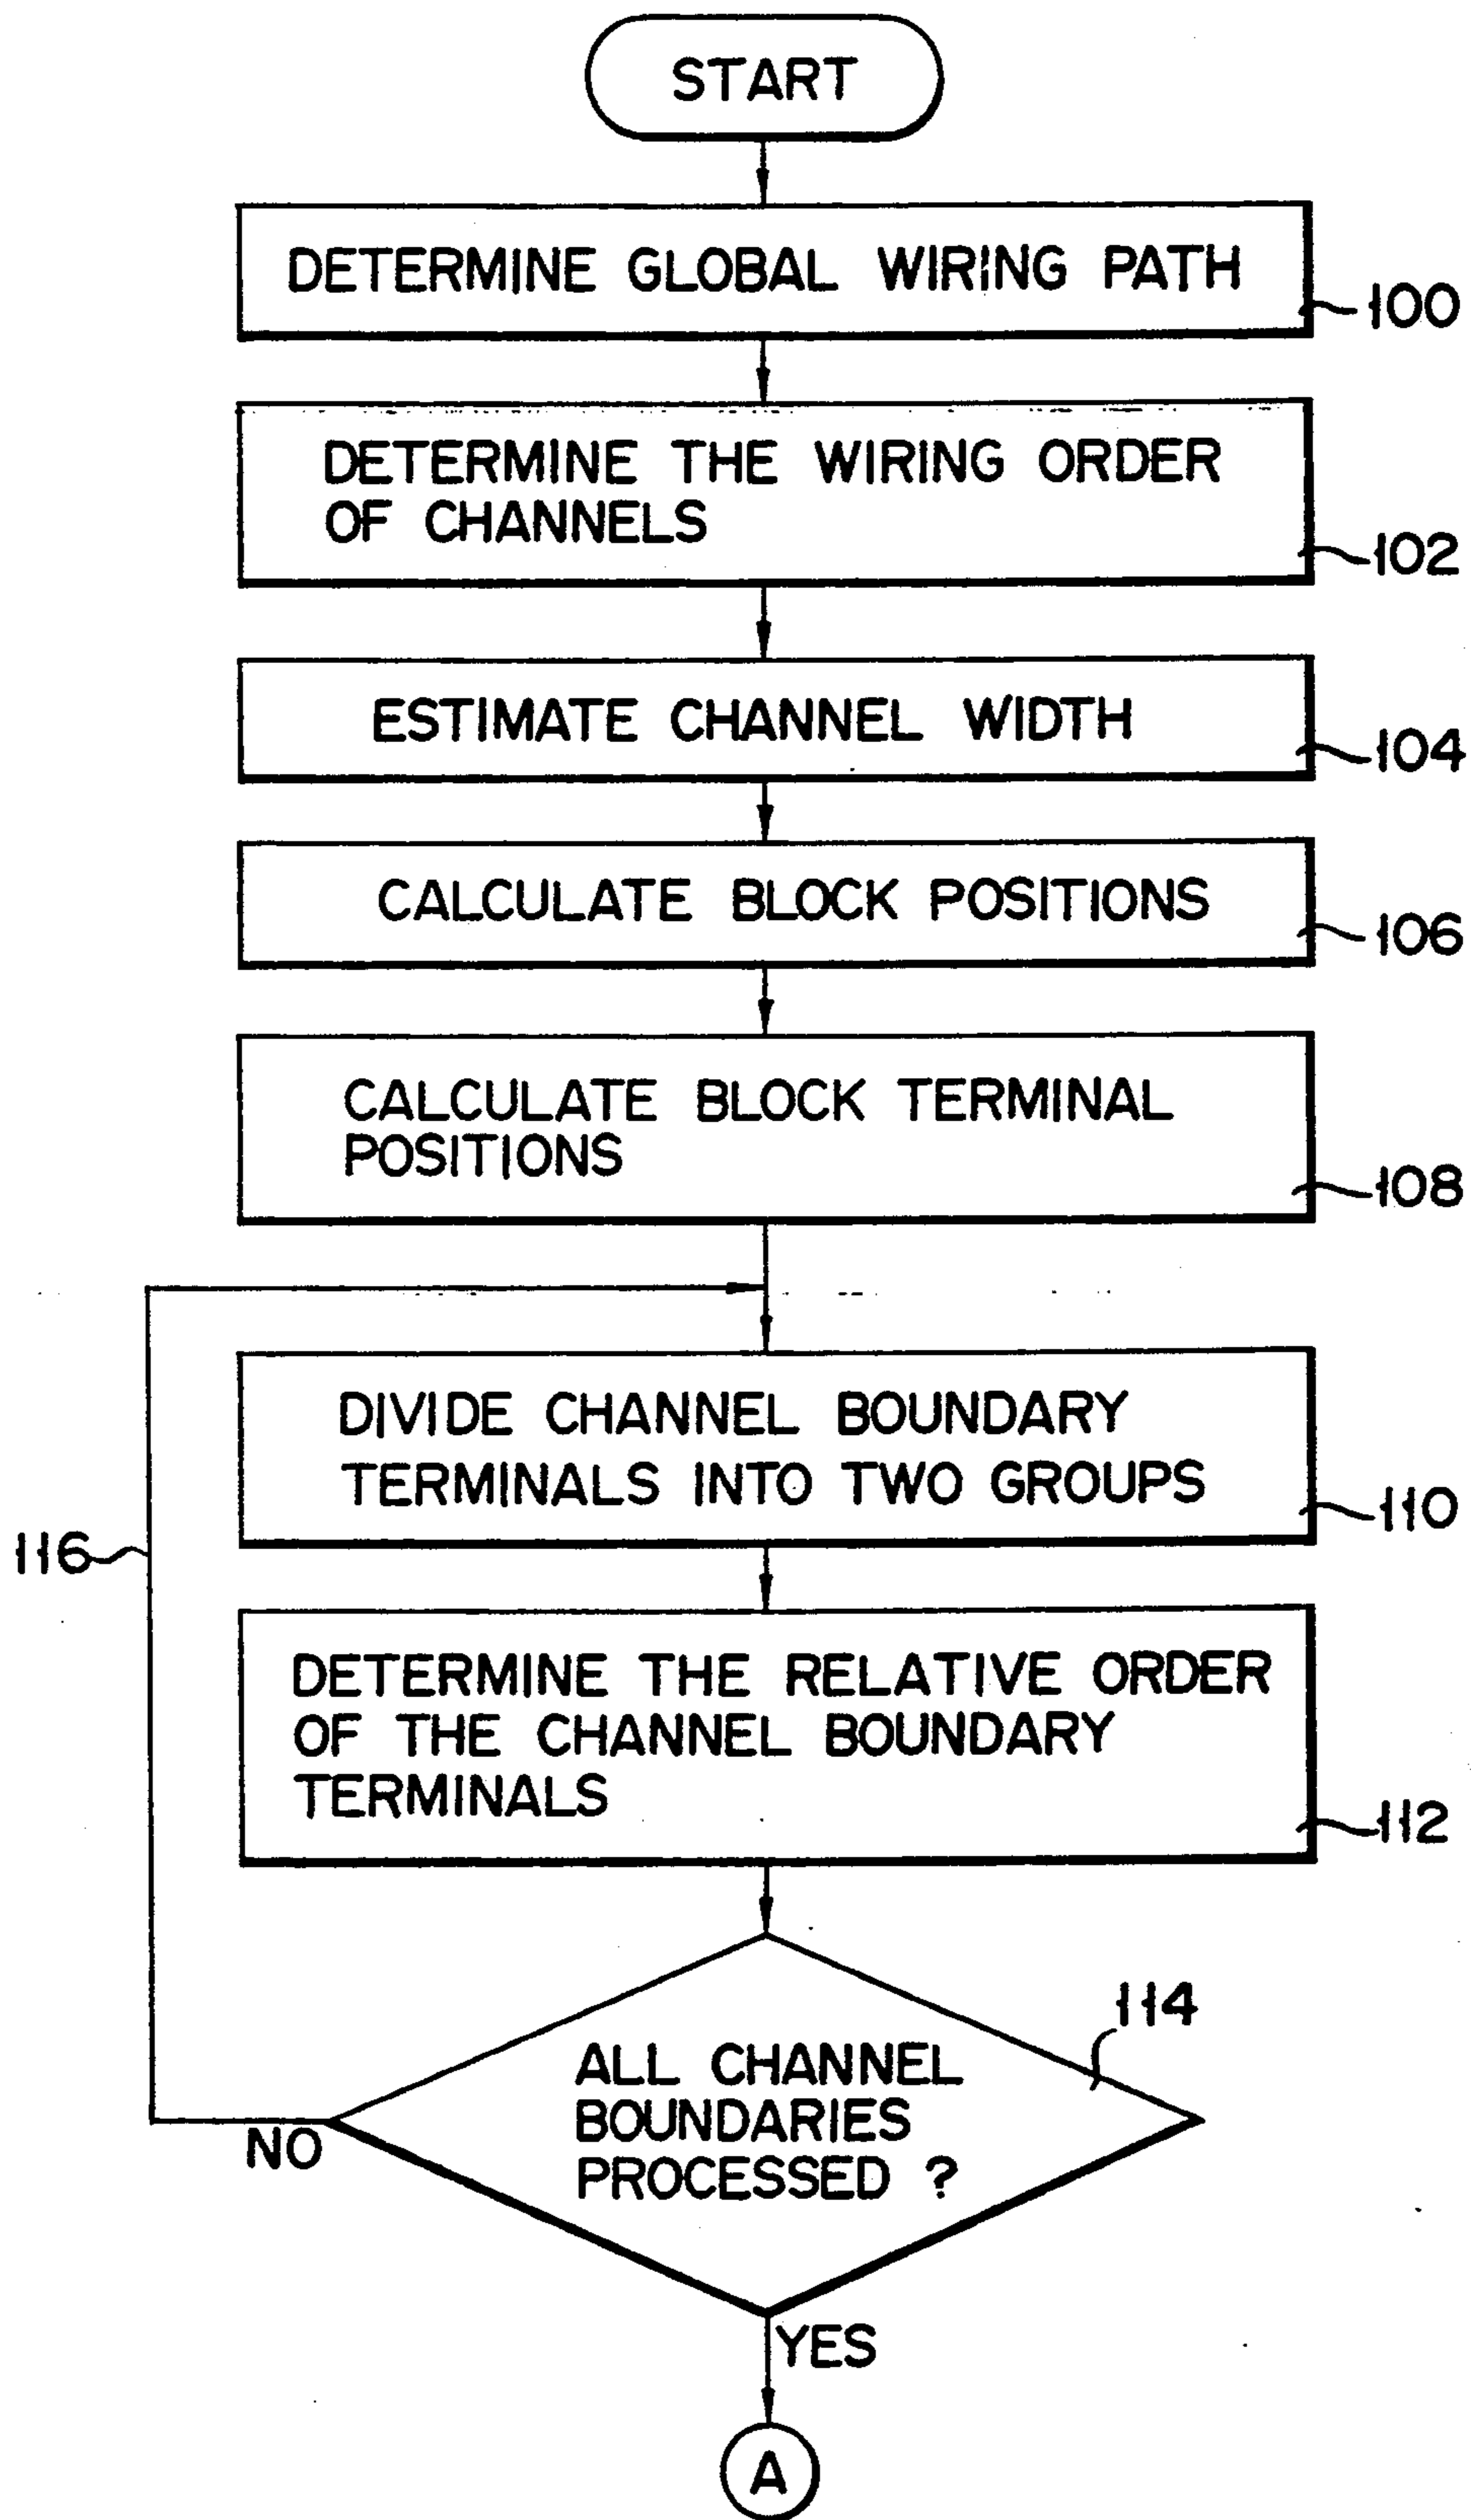 START
DETERMINE GLOBAL WIRING PATH
100
DETERMINE THE WIRING ORDER
OF CHANNELS
102
ESTIMATE CHANNEL WIDTH
104
CALCULATE BLOCK POSITIONS
106
CALCULATE BLOCK TERMINAL
POSITIONS
108
DIVIDE CHANNEL BOUNDARY
TERMINALS INTO TWO GROUPS
110
116
DETERMINE THE RELATIVE ORDER
OF THE CHANNEL BOUNDARY
TERMINALS
112
114
ALL CHANNEL
BOUNDARIES
PROCESSED ?
NO
YES
A